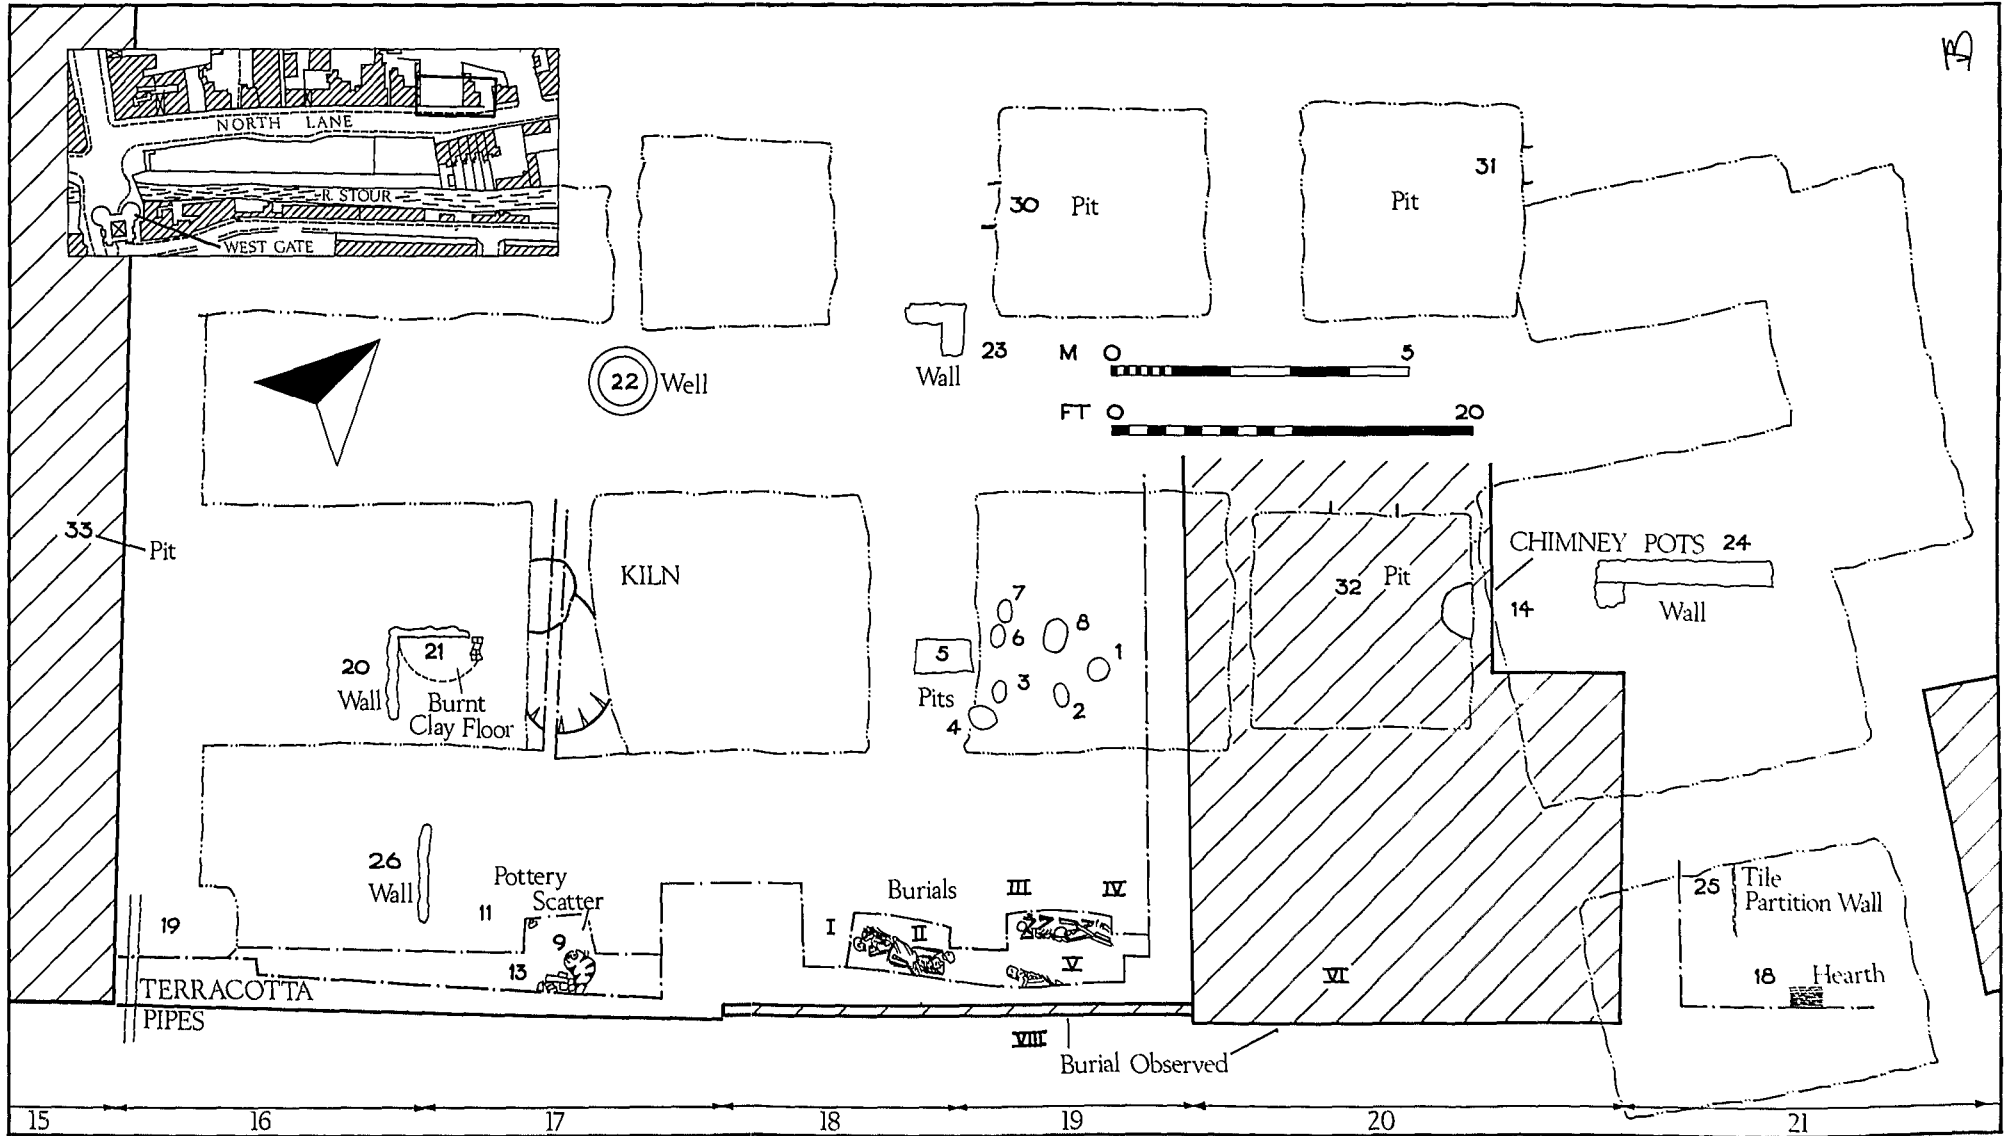 NORTH LANE
R. STOUR
WEST GATE
30 Pit
31
Pit
22 Well
23
Wall
M 0 5
FT 0 20
33
Pit
KILN
CHIMNEY POTS 24
Wall
14
32 Pit
7
6
8
1
5
Pits
3
2
4
20
Wall
21
Burnt
Clay Floor
26
Wall
11
Pottery
Scatter
9
13
19
TERRACOTTA
PIPES
Burials
I
II
III
IV
V
VI
VIII
Burial Observed
25
Tile
Partition Wall
18 Hearth
15 16 17 18 19 20 21